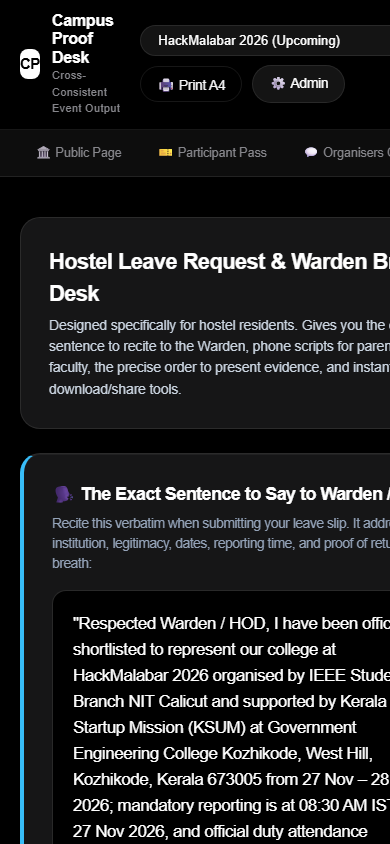 CP
Campus
Proof
Desk
Cross-
Consistent
Event Output
HackMalabar 2026 (Upcoming)
Print A4
Admin
Public Page
Participant Pass
Organisers
Hostel Leave Request & Warden
Desk
Designed specifically for hostel residents. Gives you the
sentence to recite to the Warden, phone scripts for
faculty, the precise order to present evidence, and
download/share tools.
The Exact Sentence to Say to Warden /
Recite this verbatim when submitting your leave slip. It
institution, legitimacy, dates, reporting time, and proof of
breath:
"Respected Warden / HOD, I have been
shortlisted to represent our college at
HackMalabar 2026 organised by IEEE
Branch NIT Calicut and supported by Kerala
Startup Mission (KSUM) at Government
Engineering College Kozhikode, West Hill,
Kozhikode, Kerala 673005 from 27 Nov – 28
2026; mandatory reporting is at 08:30 AM IST
27 Nov 2026, and official duty attendance